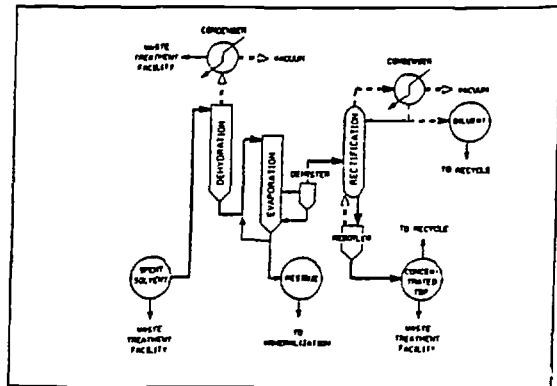 CONDENSER
WASTE
TREATMENT
FACILITY
VACUUM
CONDENSER
VACUUM
DEHYDRATION
EVAPORATION
DEMISTER
RECTIFICATION
DILUENT
TO RECYCLE
REBOILER
TO RECYCLE
SPENT
SOLVENT
RESIDUE
CONCEN-
TRATED
TBP
WASTE
TREATMENT
FACILITY
TO
MINERALIZATION
WASTE
TREATMENT
FACILITY